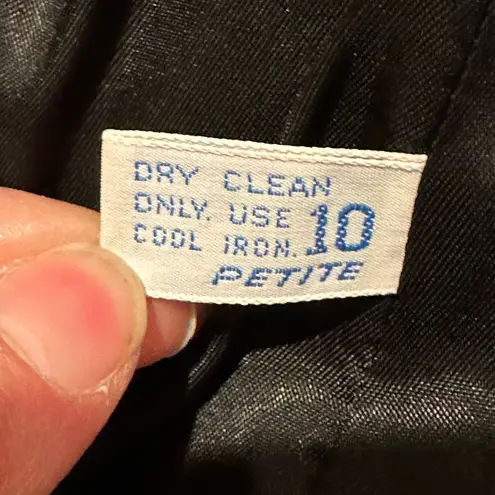 DRY CLEAN
ONLY. USE 10
COOL IRON.
PETITE